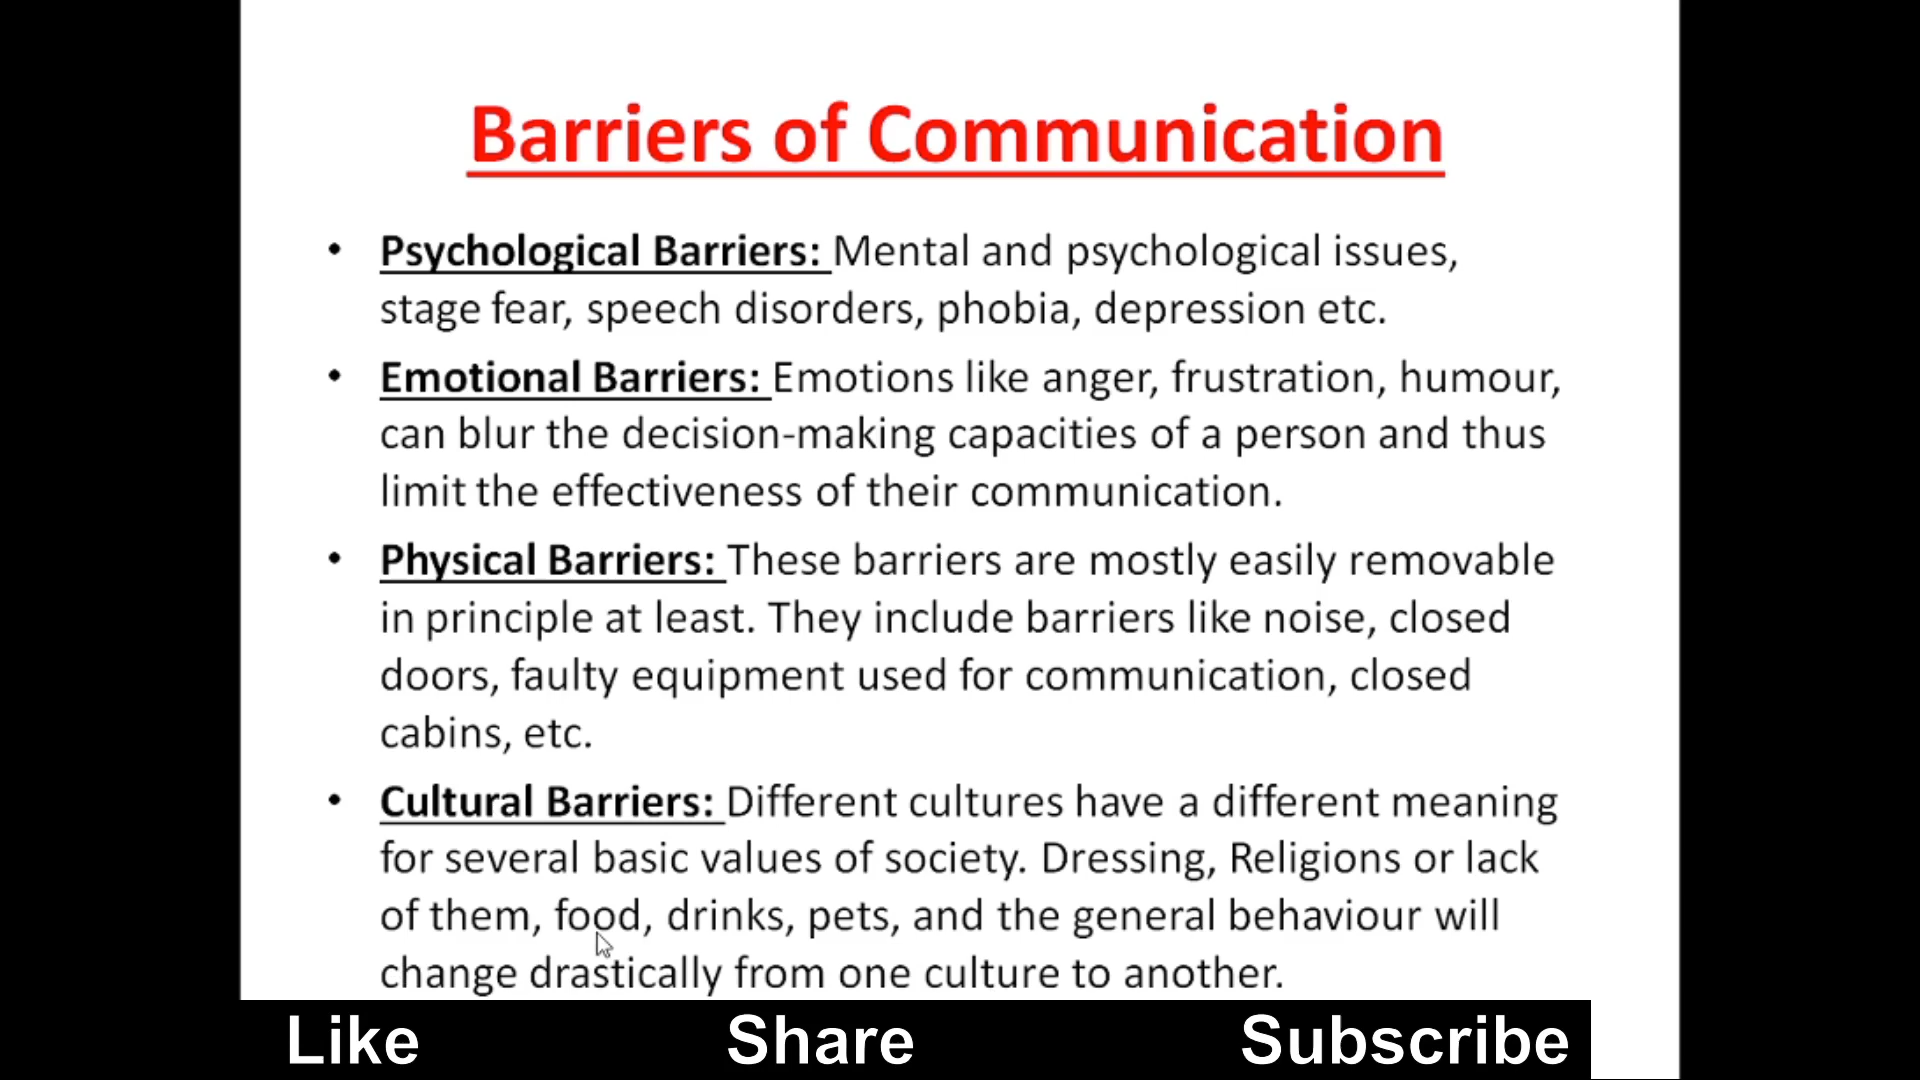 Barriers of Communication
• Psychological Barriers: Mental and psychological issues,
stage fear, speech disorders, phobia, depression etc.
• Emotional Barriers: Emotions like anger, frustration, humour,
can blur the decision-making capacities of a person and thus
limit the effectiveness of their communication.
• Physical Barriers: These barriers are mostly easily removable
in principle at least. They include barriers like noise, closed
doors, faulty equipment used for communication, closed
cabins, etc.
• Cultural Barriers: Different cultures have a different meaning
for several basic values of society. Dressing, Religions or lack
of them, food, drinks, pets, and the general behaviour will
change drastically from one culture to another.
Like Share Subscribe